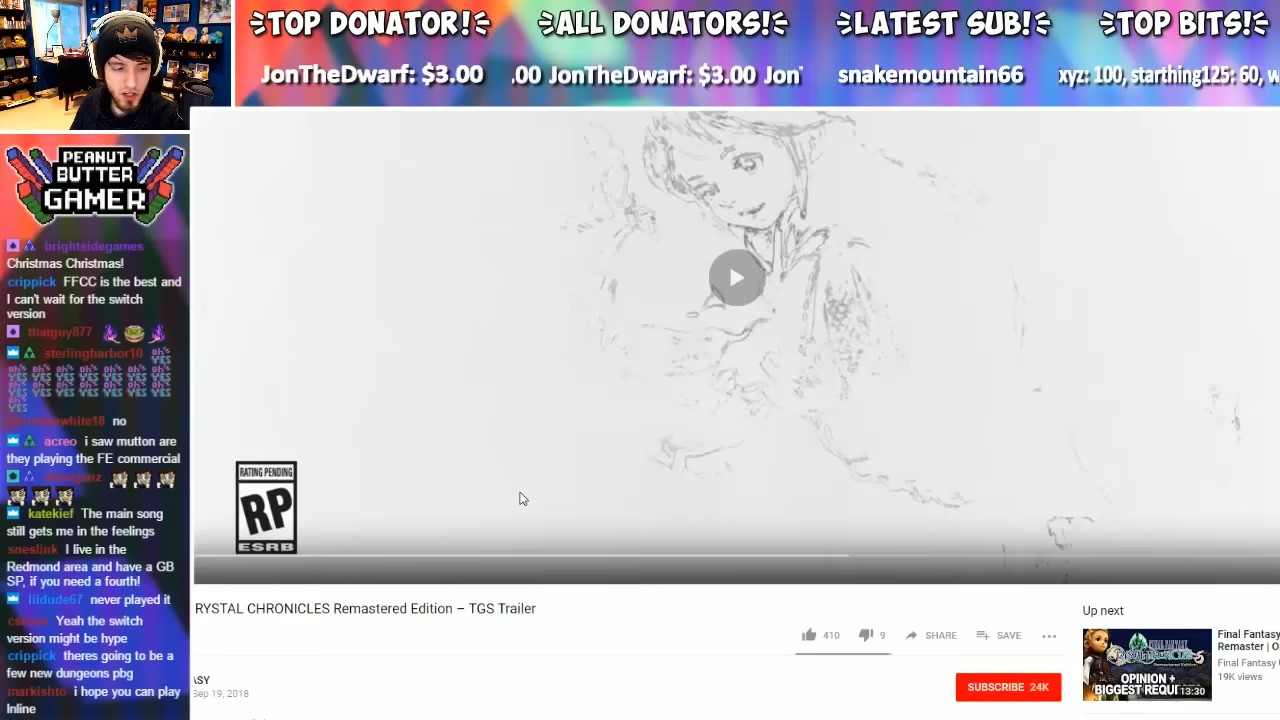 TOP DONATOR!
ALL DONATORS!
LATEST SUB!
TOP BITS!
JonTheDwarf: $3.00
.00 JonTheDwarf: $3.00 Jon
snakemountain66
xyz: 100, starthing125: 60, w
PEANUT
BUTTER
GAMER
brightsidegames
Christmas Christmas!
crippick FFCC is the best and
I can't wait for the switch
version
thatguy877
sterlingharbor10
no
acreo i saw mutton are
they playing the FE commercial
katekief The main song
still gets me in the feelings
sneslink I live in the
Redmond area and have a GB
SP, if you need a fourth!
lildude67 never played it
Yeah the switch
version might be hype
crippick theres going to be a
few new dungeons pbg
markishto i hope you can play
Inline
RATING PENDING
RP
ESRB
RYSTAL CHRONICLES Remastered Edition – TGS Trailer
410
9
SHARE
SAVE
ASY
Sep 19, 2018
SUBSCRIBE 24K
Up next
OPINION +
BIGGEST REQU
13:30
Final Fantasy
Remaster | O
Final Fantasy
19K views